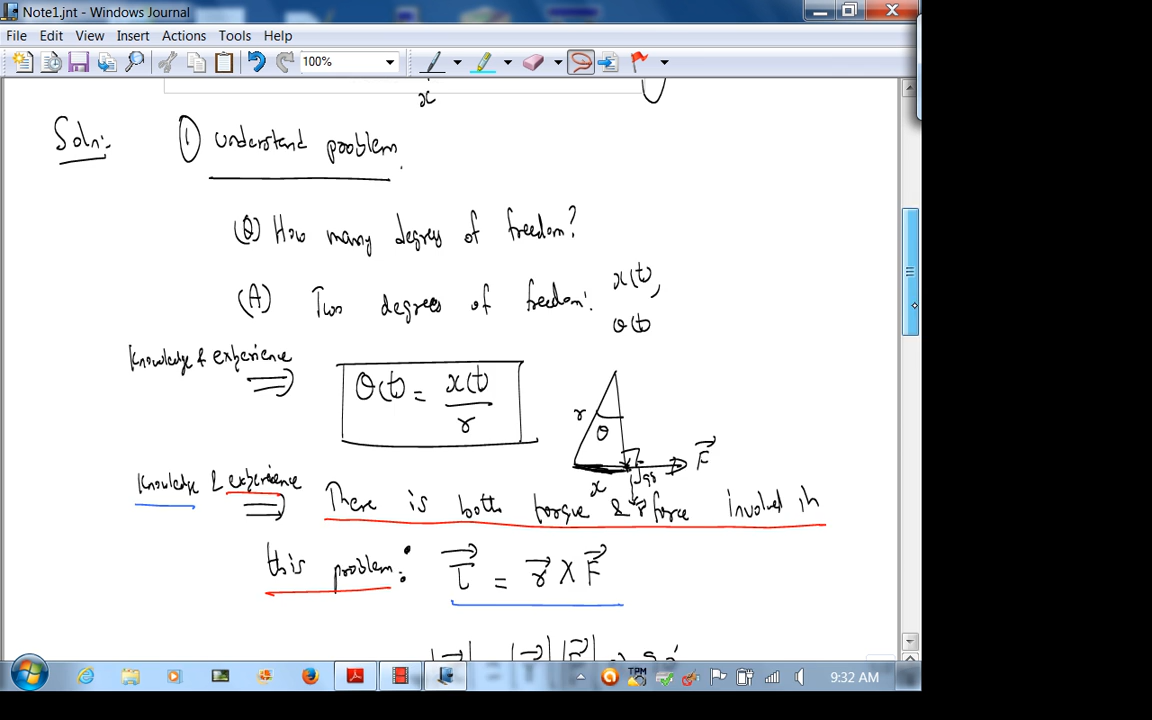 Note1.jnt - Windows Journal
File Edit View Insert Actions Tools Help
100%
x
Soln:
① understand problem.
(Q) How many degrees of freedom?
(A) Two degrees of freedom: x(t),
θ(t)
Knowledge & experience
⇒ θ(t) = x(t)/r
r
θ
F
x
Knowledge & experience
⇒ There is both torque & force involved in
this problem: τ = r × F
9:32 AM